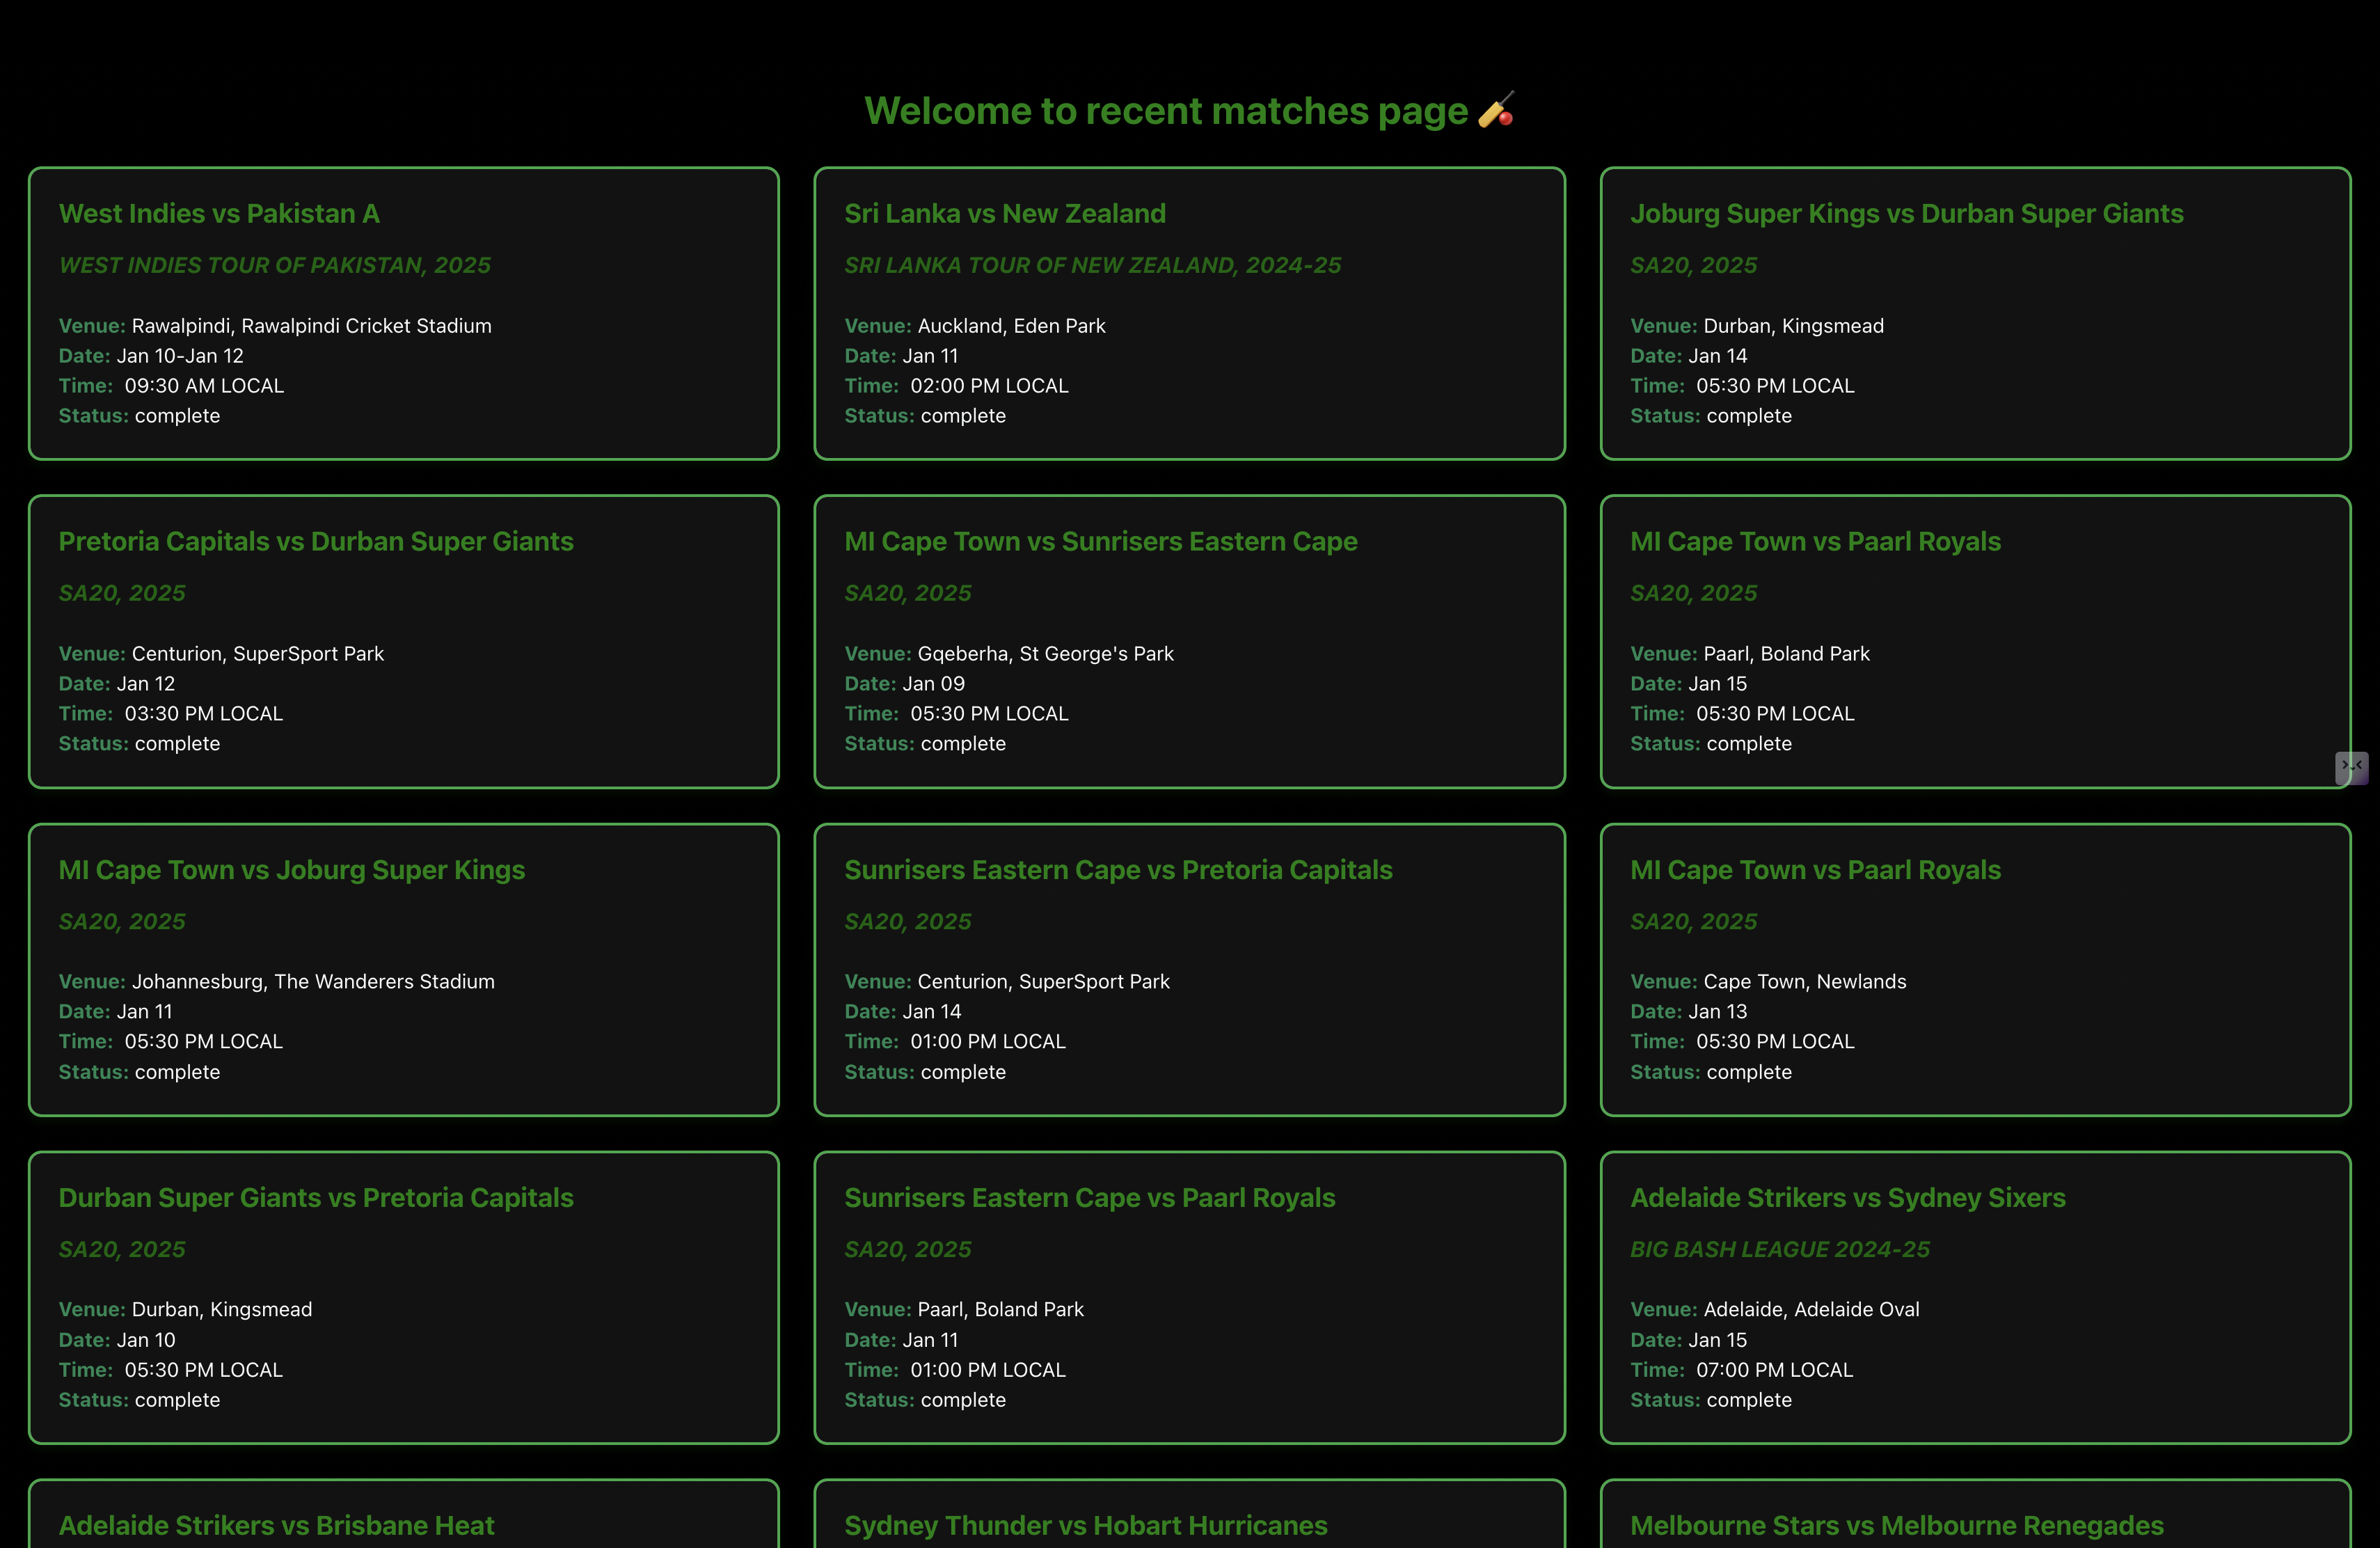 Welcome to recent matches page 🏏
West Indies vs Pakistan A
WEST INDIES TOUR OF PAKISTAN, 2025
Venue: Rawalpindi, Rawalpindi Cricket Stadium
Date: Jan 10-Jan 12
Time: 09:30 AM LOCAL
Status: complete
Sri Lanka vs New Zealand
SRI LANKA TOUR OF NEW ZEALAND, 2024-25
Venue: Auckland, Eden Park
Date: Jan 11
Time: 02:00 PM LOCAL
Status: complete
Joburg Super Kings vs Durban Super Giants
SA20, 2025
Venue: Durban, Kingsmead
Date: Jan 14
Time: 05:30 PM LOCAL
Status: complete
Pretoria Capitals vs Durban Super Giants
SA20, 2025
Venue: Centurion, SuperSport Park
Date: Jan 12
Time: 03:30 PM LOCAL
Status: complete
MI Cape Town vs Sunrisers Eastern Cape
SA20, 2025
Venue: Gqeberha, St George's Park
Date: Jan 09
Time: 05:30 PM LOCAL
Status: complete
MI Cape Town vs Paarl Royals
SA20, 2025
Venue: Paarl, Boland Park
Date: Jan 15
Time: 05:30 PM LOCAL
Status: complete
MI Cape Town vs Joburg Super Kings
SA20, 2025
Venue: Johannesburg, The Wanderers Stadium
Date: Jan 11
Time: 05:30 PM LOCAL
Status: complete
Sunrisers Eastern Cape vs Pretoria Capitals
SA20, 2025
Venue: Centurion, SuperSport Park
Date: Jan 14
Time: 01:00 PM LOCAL
Status: complete
MI Cape Town vs Paarl Royals
SA20, 2025
Venue: Cape Town, Newlands
Date: Jan 13
Time: 05:30 PM LOCAL
Status: complete
Durban Super Giants vs Pretoria Capitals
SA20, 2025
Venue: Durban, Kingsmead
Date: Jan 10
Time: 05:30 PM LOCAL
Status: complete
Sunrisers Eastern Cape vs Paarl Royals
SA20, 2025
Venue: Paarl, Boland Park
Date: Jan 11
Time: 01:00 PM LOCAL
Status: complete
Adelaide Strikers vs Sydney Sixers
BIG BASH LEAGUE 2024-25
Venue: Adelaide, Adelaide Oval
Date: Jan 15
Time: 07:00 PM LOCAL
Status: complete
Adelaide Strikers vs Brisbane Heat
Sydney Thunder vs Hobart Hurricanes
Melbourne Stars vs Melbourne Renegades